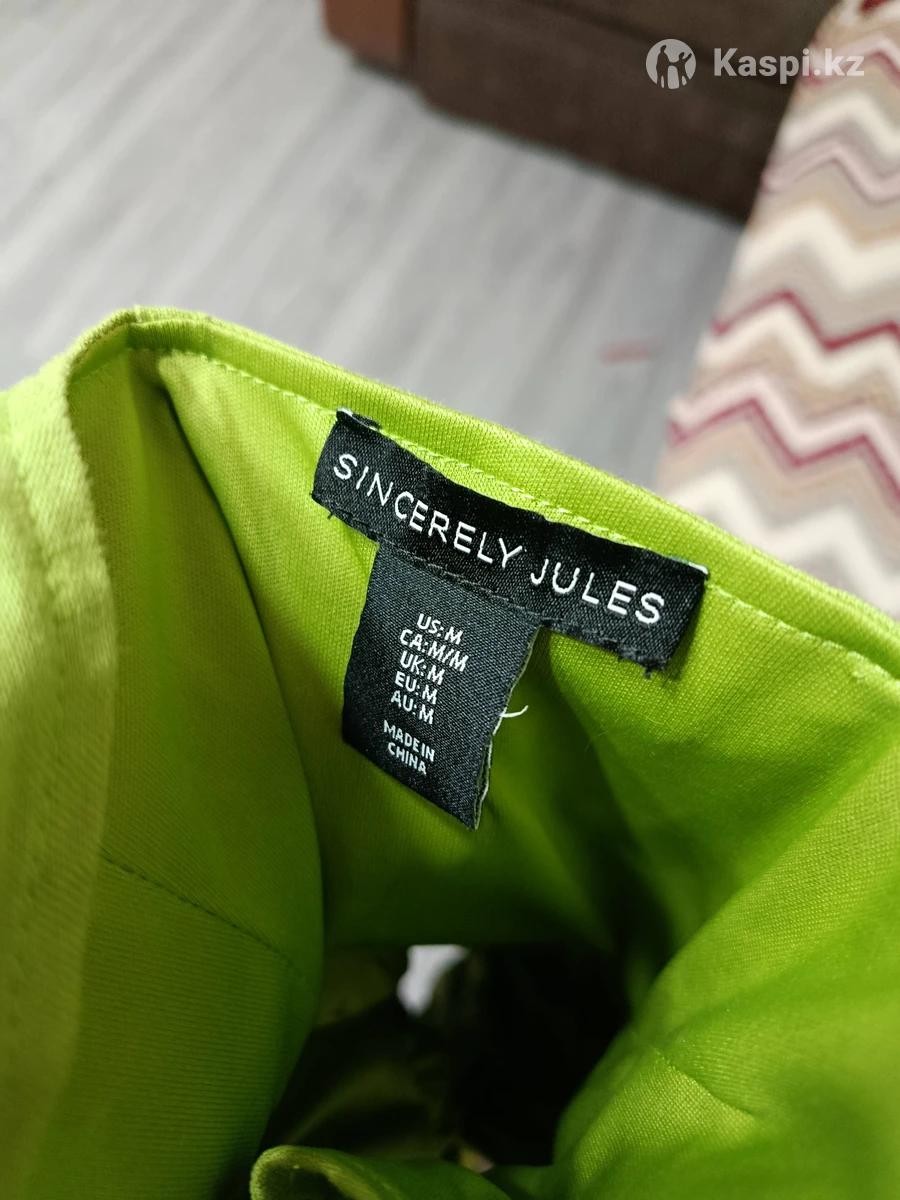 Kaspi.kz
SINCERELY JULES
US: M
CA: M/M
UK: M
EU: M
AU: M
MADE IN
CHINA